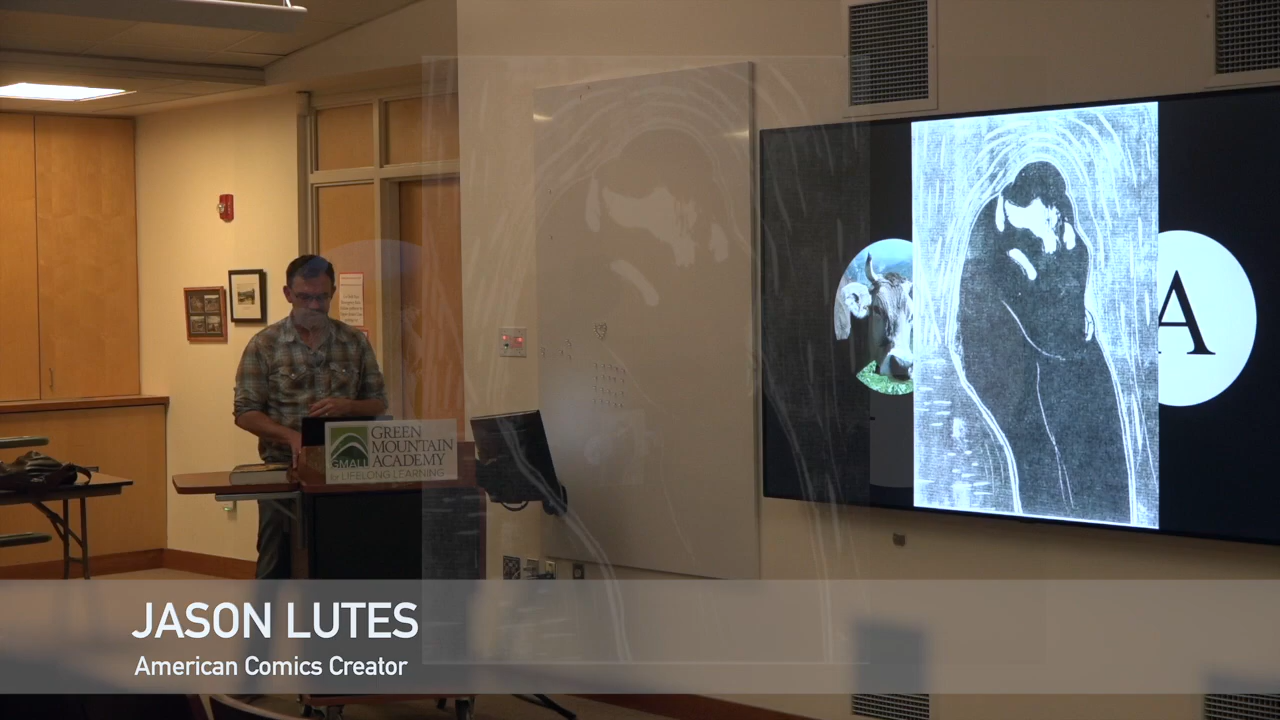 A
GREEN
MOUNTAIN
ACADEMY
GMALL
for LIFELONG LEARNING
JASON LUTES
American Comics Creator